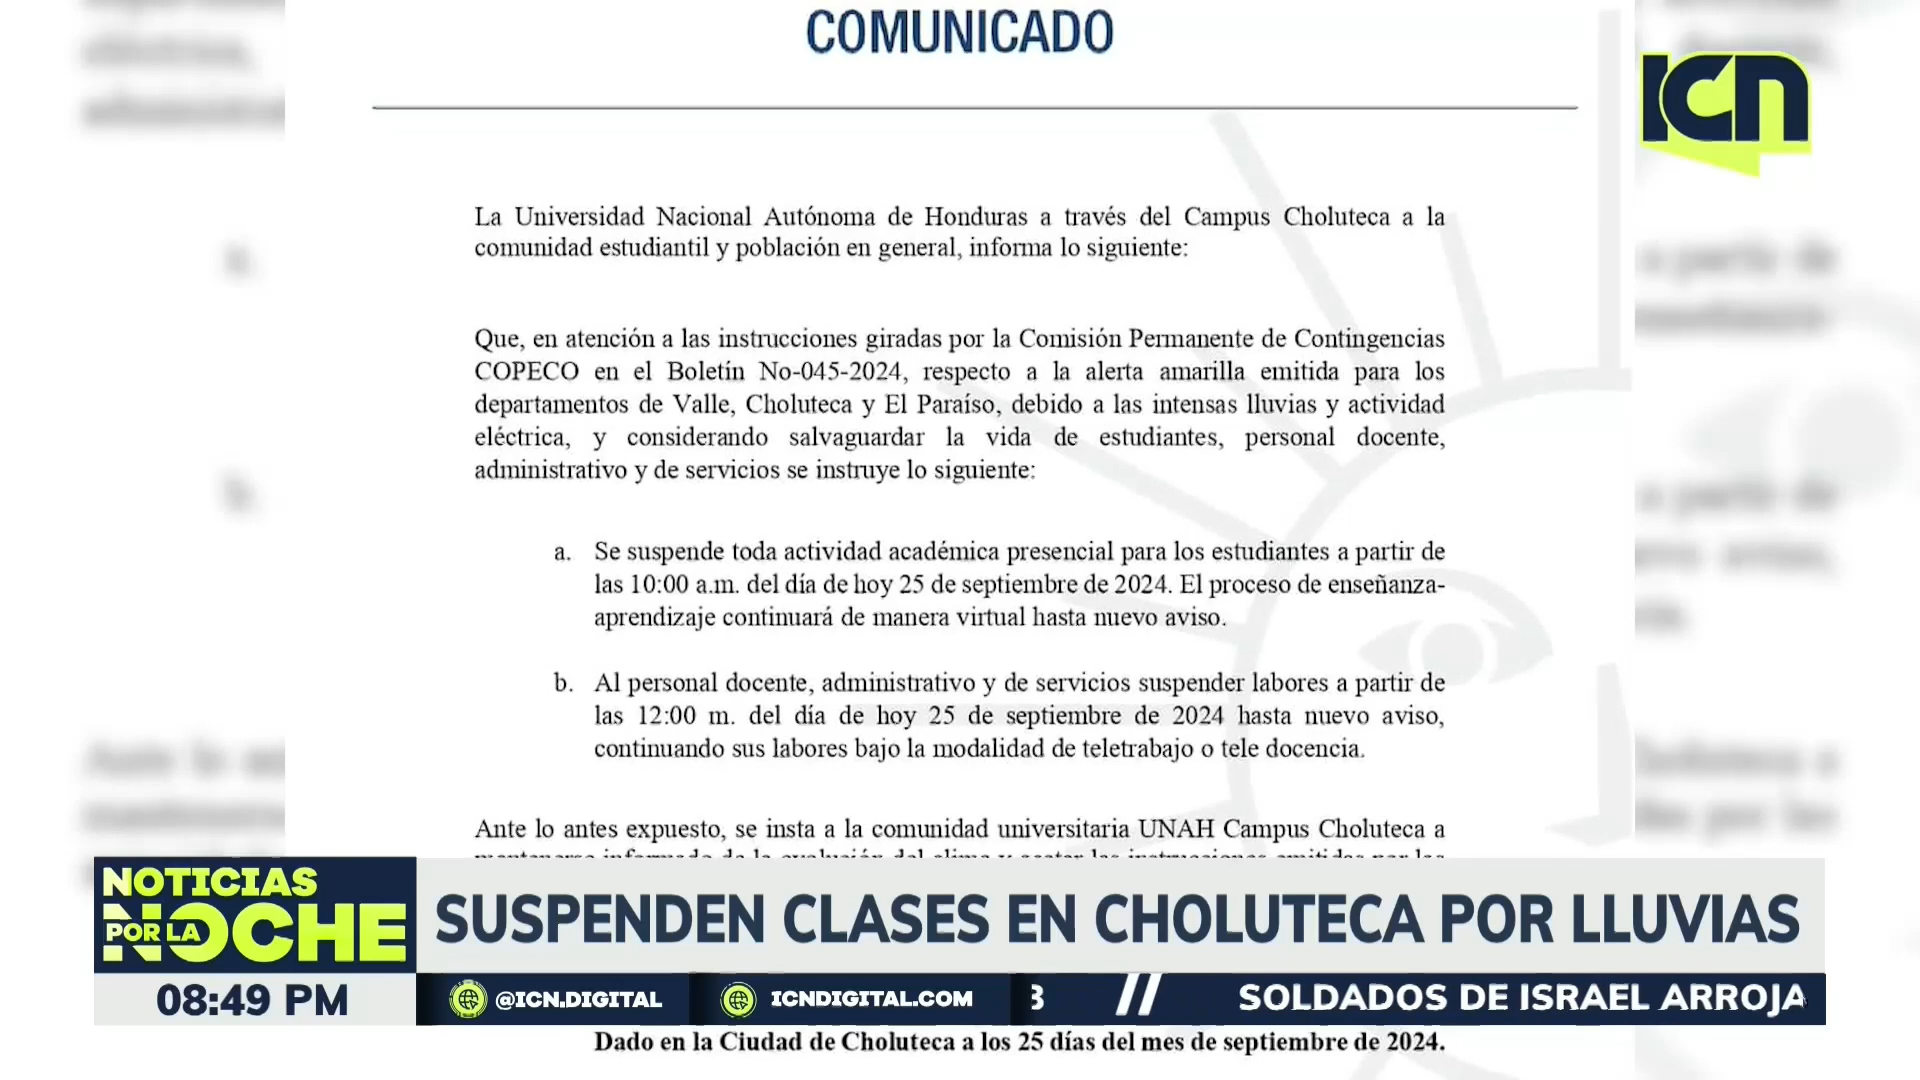 COMUNICADO
ICN
La Universidad Nacional Autónoma de Honduras a través del Campus Choluteca a la
comunidad estudiantil y población en general, informa lo siguiente:
Que, en atención a las instrucciones giradas por la Comisión Permanente de Contingencias
COPECO en el Boletín No-045-2024, respecto a la alerta amarilla emitida para los
departamentos de Valle, Choluteca y El Paraíso, debido a las intensas lluvias y actividad
eléctrica, y considerando salvaguardar la vida de estudiantes, personal docente,
administrativo y de servicios se instruye lo siguiente:
a. Se suspende toda actividad académica presencial para los estudiantes a partir de
las 10:00 a.m. del día de hoy 25 de septiembre de 2024. El proceso de enseñanza-
aprendizaje continuará de manera virtual hasta nuevo aviso.
b. Al personal docente, administrativo y de servicios suspender labores a partir de
las 12:00 m. del día de hoy 25 de septiembre de 2024 hasta nuevo aviso,
continuando sus labores bajo la modalidad de teletrabajo o tele docencia.
Ante lo antes expuesto, se insta a la comunidad universitaria UNAH Campus Choluteca a
NOTICIAS
POR LA NOCHE
SUSPENDEN CLASES EN CHOLUTECA POR LLUVIAS
08:49 PM
@ICN.DIGITAL
ICNDIGITAL.COM
3 // SOLDADOS DE ISRAEL ARROJA
Dado en la Ciudad de Choluteca a los 25 días del mes de septiembre de 2024.